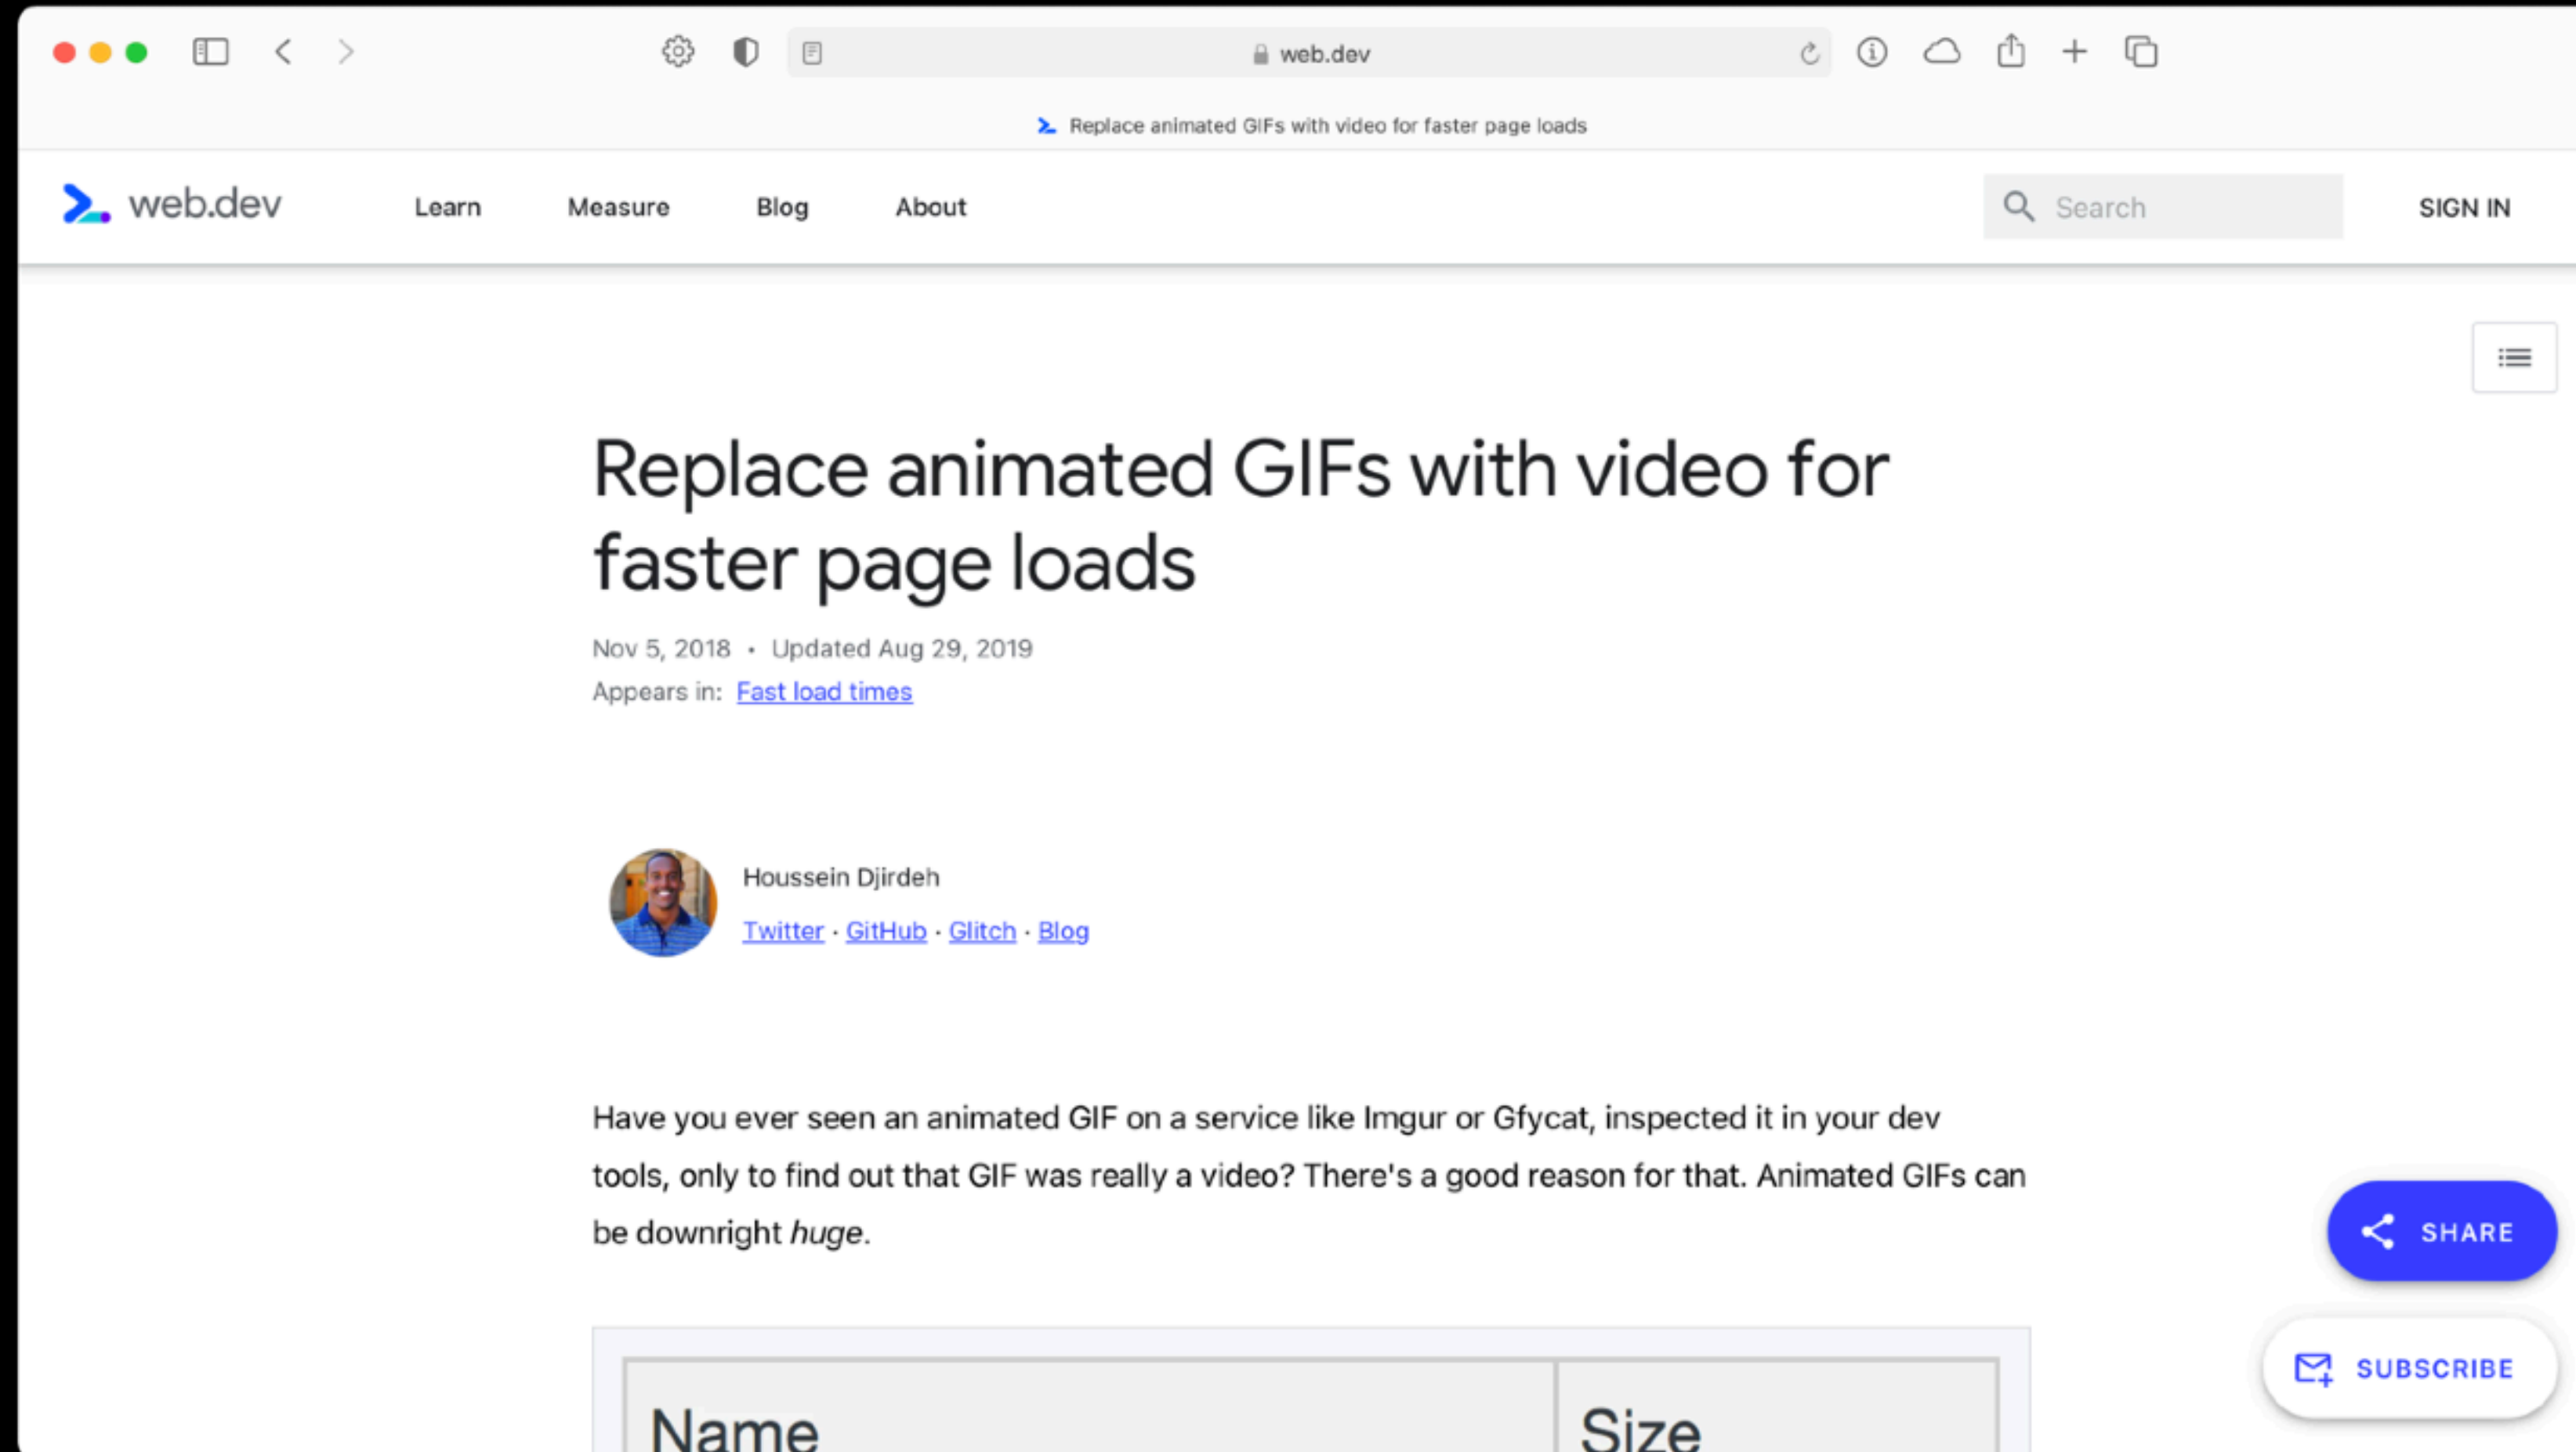 web.dev
Replace animated GIFs with video for faster page loads
web.dev Learn Measure Blog About Search SIGN IN
Replace animated GIFs with video for
faster page loads
Nov 5, 2018 • Updated Aug 29, 2019
Appears in: Fast load times
Houssein Djirdeh
Twitter · GitHub · Glitch · Blog
Have you ever seen an animated GIF on a service like Imgur or Gfycat, inspected it in your dev
tools, only to find out that GIF was really a video? There's a good reason for that. Animated GIFs can
be downright huge.
SHARE
SUBSCRIBE
Name Size